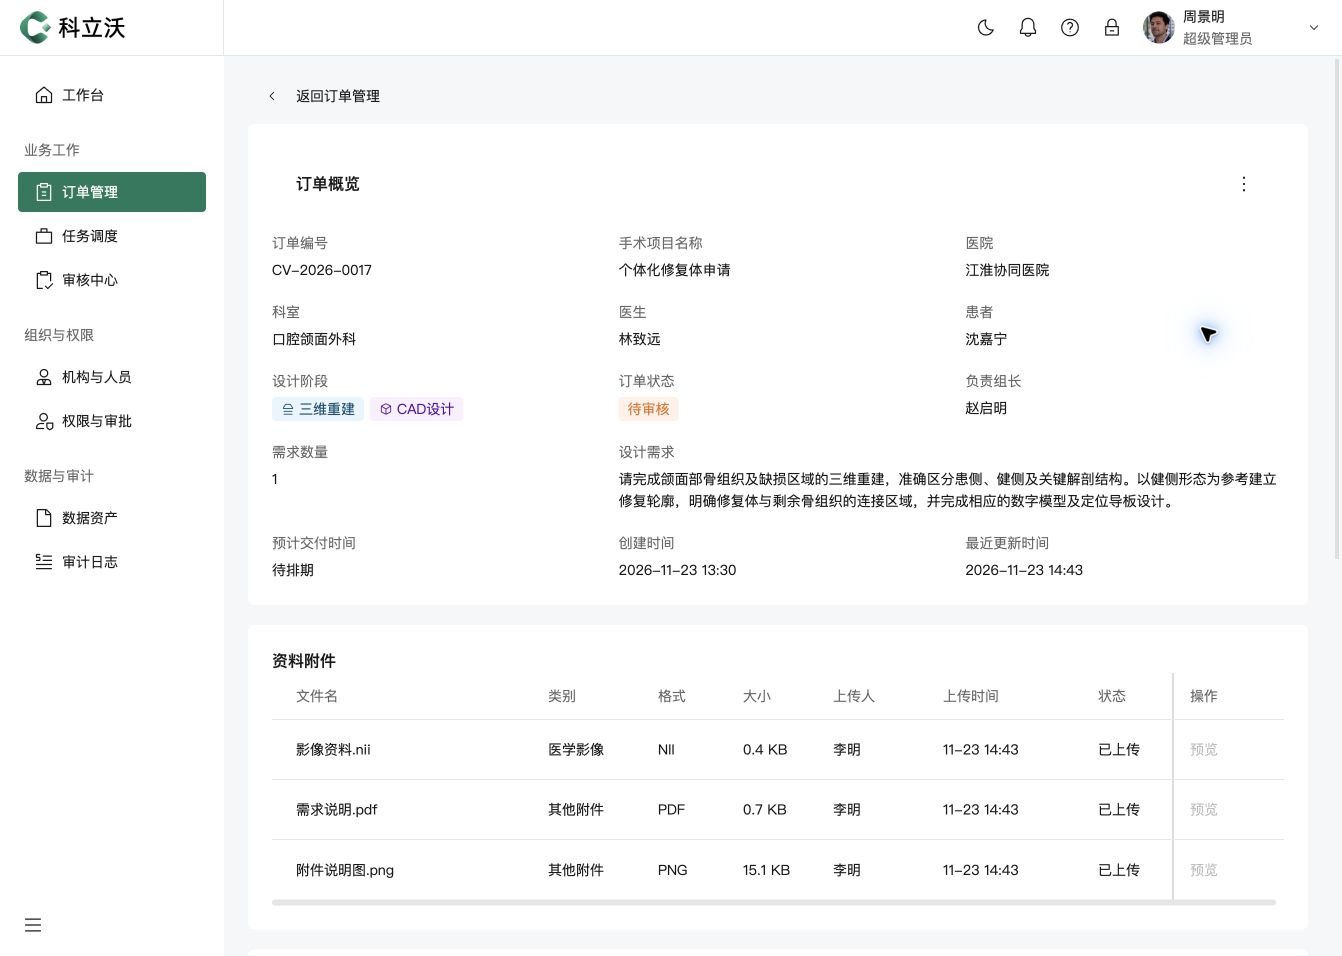 科立沃
周景明
超级管理员
工作台
业务工作
订单管理
任务调度
审核中心
组织与权限
机构与人员
权限与审批
数据与审计
数据资产
审计日志
返回订单管理
订单概览
订单编号 手术项目名称 医院
CV-2026-0017 个体化修复体申请 江淮协同医院
科室 医生 患者
口腔颌面外科 林致远 沈嘉宁
设计阶段 订单状态 负责组长
三维重建 CAD设计 待审核 赵启明
需求数量 设计需求
1 请完成颌面部骨组织及缺损区域的三维重建，准确区分患侧、健侧及关键解剖结构。以健侧形态为参考建立
修复轮廓，明确修复体与剩余骨组织的连接区域，并完成相应的数字模型及定位导板设计。
预计交付时间 创建时间 最近更新时间
待排期 2026-11-23 13:30 2026-11-23 14:43
资料附件
文件名 类别 格式 大小 上传人 上传时间 状态 操作
影像资料.nii 医学影像 NII 0.4 KB 李明 11-23 14:43 已上传 预览
需求说明.pdf 其他附件 PDF 0.7 KB 李明 11-23 14:43 已上传 预览
附件说明图.png 其他附件 PNG 15.1 KB 李明 11-23 14:43 已上传 预览